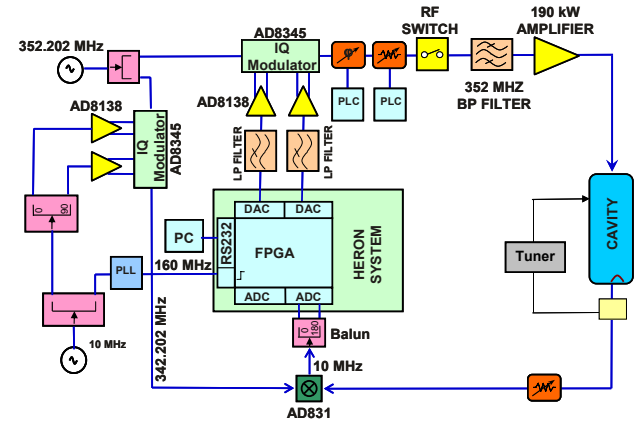 352.202 MHz
AD8345
IQ
Modulator
φ
PLC
PLC
RF
SWITCH
352 MHZ
BP FILTER
190 kW
AMPLIFIER
AD8138
AD8138
IQ
Modulator
AD8345
LP FILTER
LP FILTER
0
90
DAC
DAC
FPGA
RS232
ADC
ADC
HERON
SYSTEM
PC
PLL
160 MHz
10 MHz
342.202 MHz
0
180
Balun
10 MHz
AD831
Tuner
CAVITY